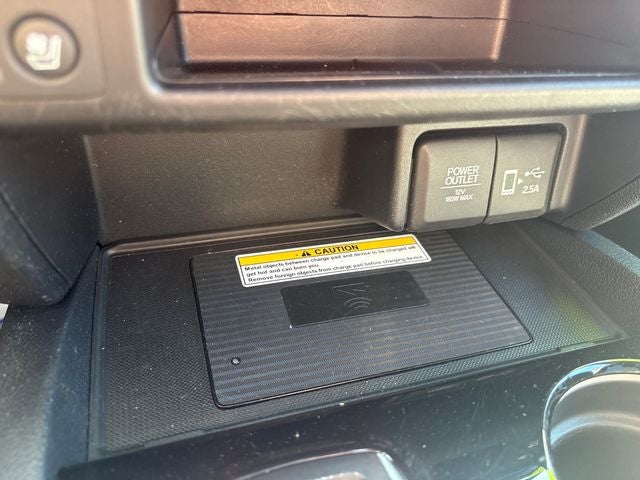 POWER
OUTLET
12V
180W MAX
2.5A
CAUTION
Metal objects between charge pad and device to be charged will
get hot and can burn you.
Remove foreign objects from charge pad before charging device.